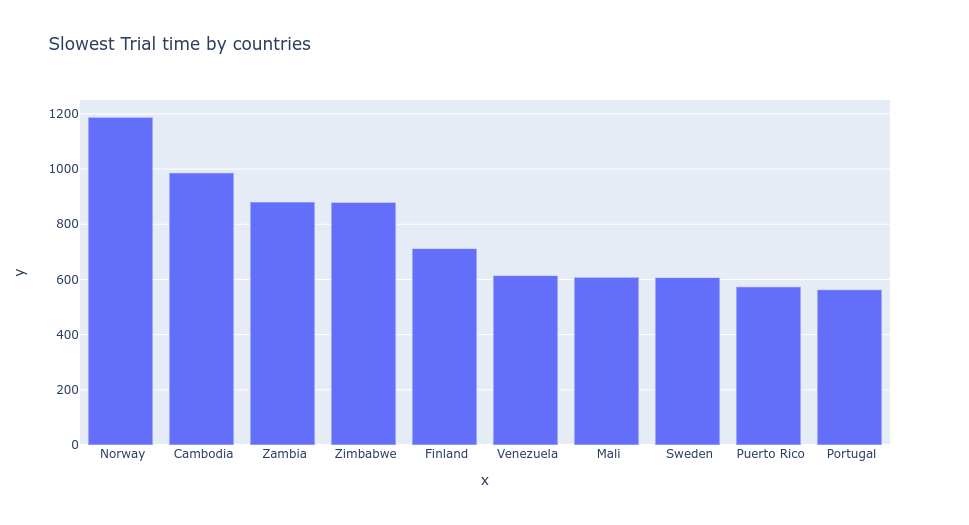 Slowest Trial time by countries
1200
1000
800
600
400
200
0
y
Norway Cambodia Zambia Zimbabwe Finland Venezuela Mali Sweden Puerto Rico Portugal
x